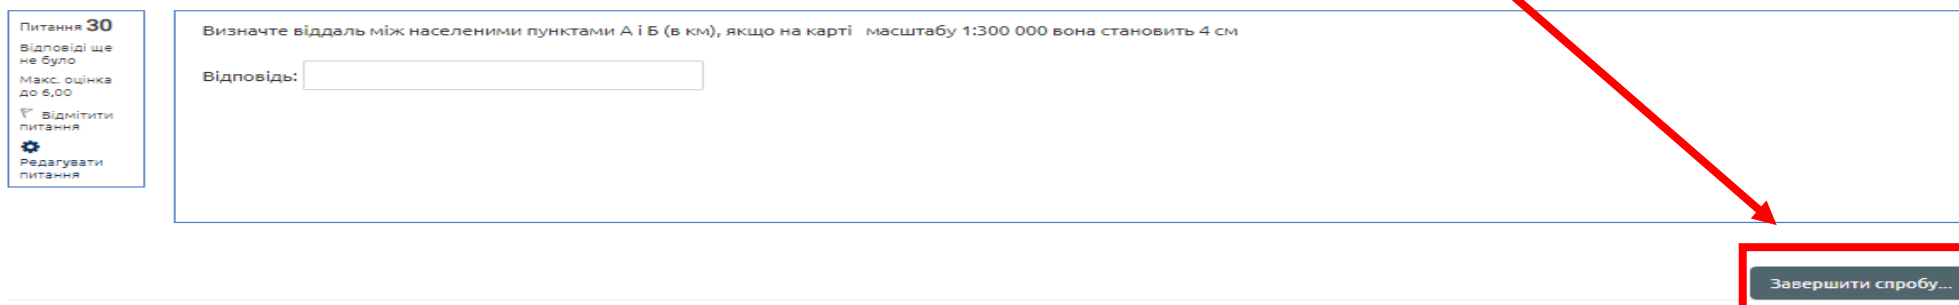 Питання 30
Відповіді ще
не було
Макс. оцінка
до 6,00
Відмітити
питання
Редагувати
питання
Визначте віддаль між населеними пунктами А і Б (в км), якщо на карті масштабу 1:300 000 вона становить 4 см
Відповідь:
Завершити спробу...